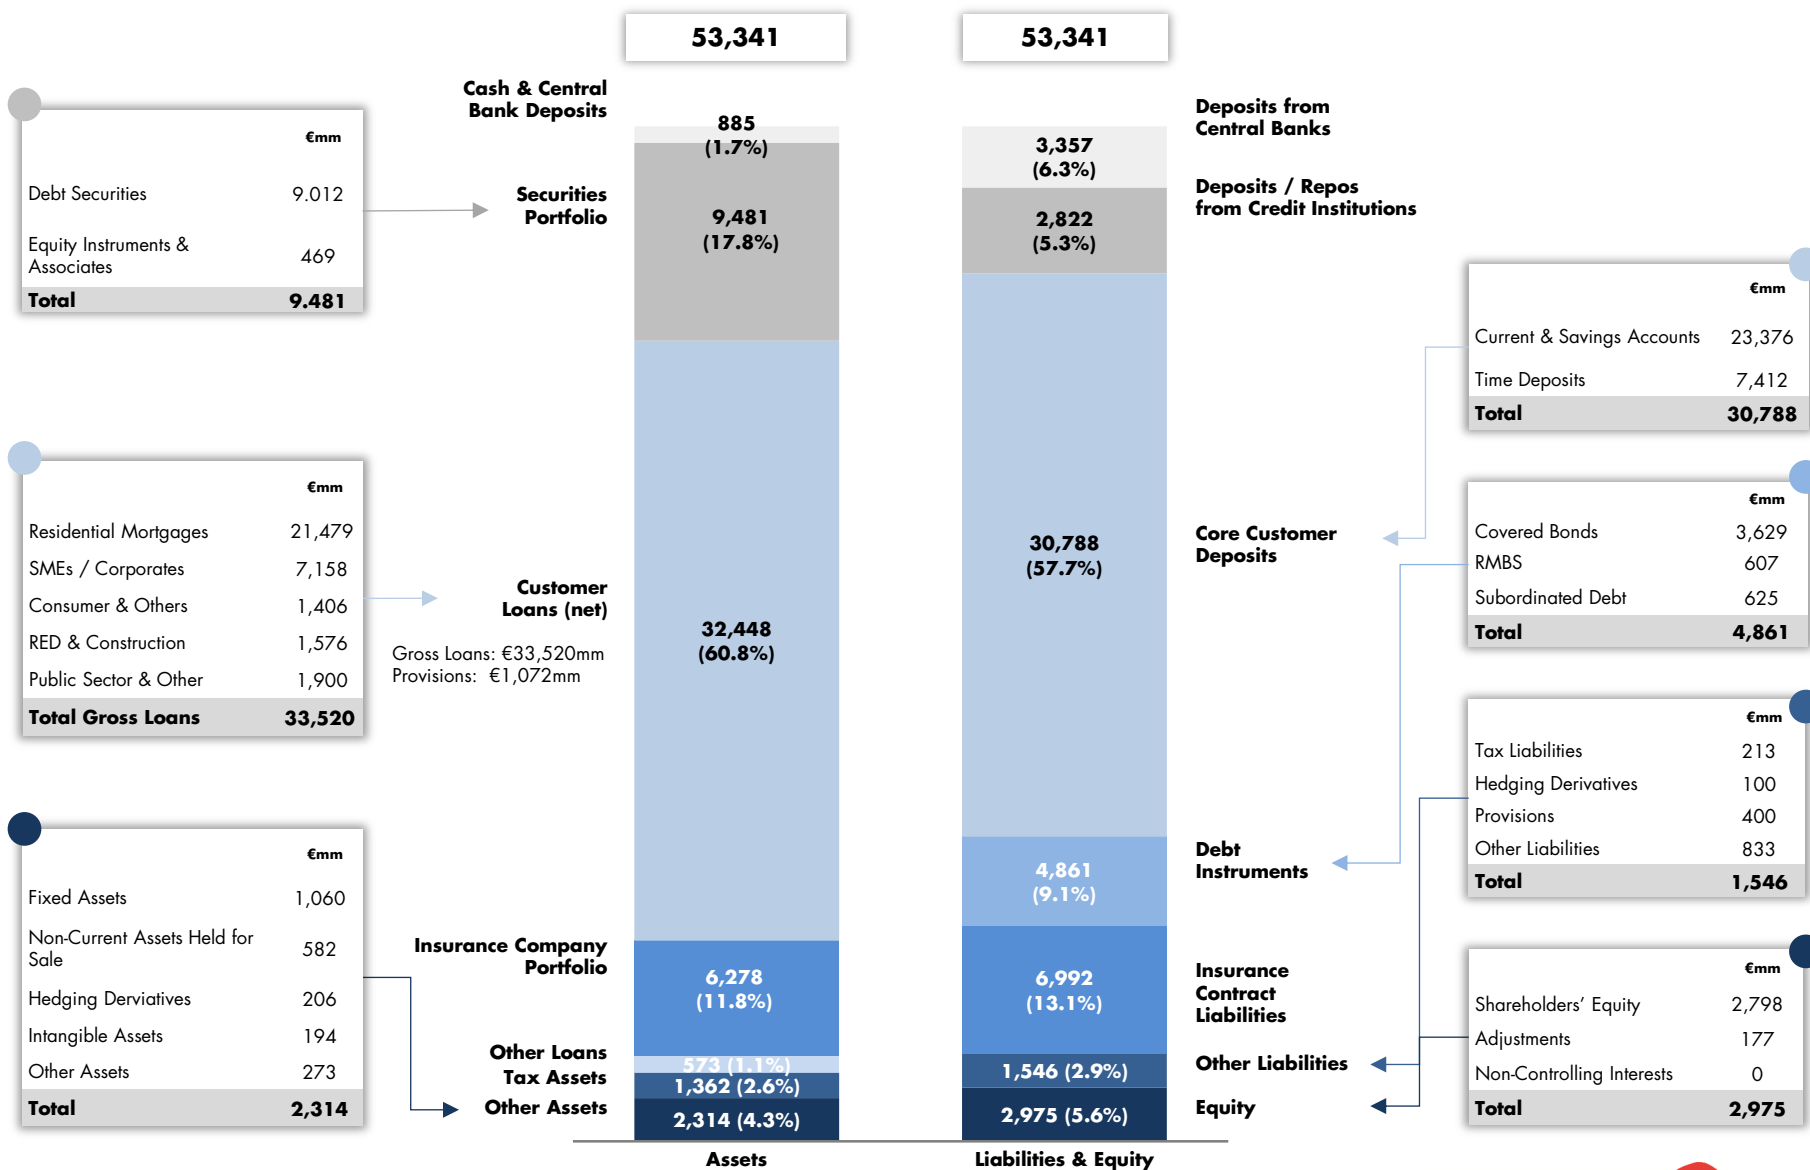 53,341
53,341
Cash & Central
Bank Deposits
885
(1.7%)
Securities
Portfolio
9,481
(17.8%)
Customer
Loans (net)
Gross Loans: €33,520mm
Provisions: €1,072mm
32,448
(60.8%)
Insurance Company
Portfolio
6,278
(11.8%)
Other Loans
573 (1.1%)
Tax Assets
1,362 (2.6%)
Other Assets
2,314 (4.3%)
Assets
€mm
Debt Securities 9.012
Equity Instruments &
Associates 469
Total 9.481
€mm
Residential Mortgages 21,479
SMEs / Corporates 7,158
Consumer & Others 1,406
RED & Construction 1,576
Public Sector & Other 1,900
Total Gross Loans 33,520
€mm
Fixed Assets 1,060
Non-Current Assets Held for
Sale 582
Hedging Derviatives 206
Intangible Assets 194
Other Assets 273
Total 2,314
3,357
(6.3%)
Deposits from
Central Banks
2,822
(5.3%)
Deposits / Repos
from Credit Institutions
30,788
(57.7%)
Core Customer
Deposits
4,861
(9.1%)
Debt
Instruments
6,992
(13.1%)
Insurance
Contract
Liabilities
1,546 (2.9%)
Other Liabilities
2,975 (5.6%)
Equity
Liabilities & Equity
€mm
Current & Savings Accounts 23,376
Time Deposits 7,412
Total 30,788
€mm
Covered Bonds 3,629
RMBS 607
Subordinated Debt 625
Total 4,861
€mm
Tax Liabilities 213
Hedging Derivatives 100
Provisions 400
Other Liabilities 833
Total 1,546
€mm
Shareholders’ Equity 2,798
Adjustments 177
Non-Controlling Interests 0
Total 2,975